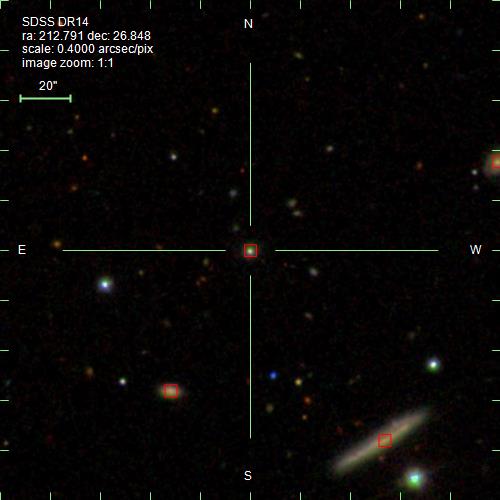 SDSS DR14
ra: 212.791 dec: 26.848
scale: 0.4000 arcsec/pix
image zoom: 1:1
20"
N
E
W
S